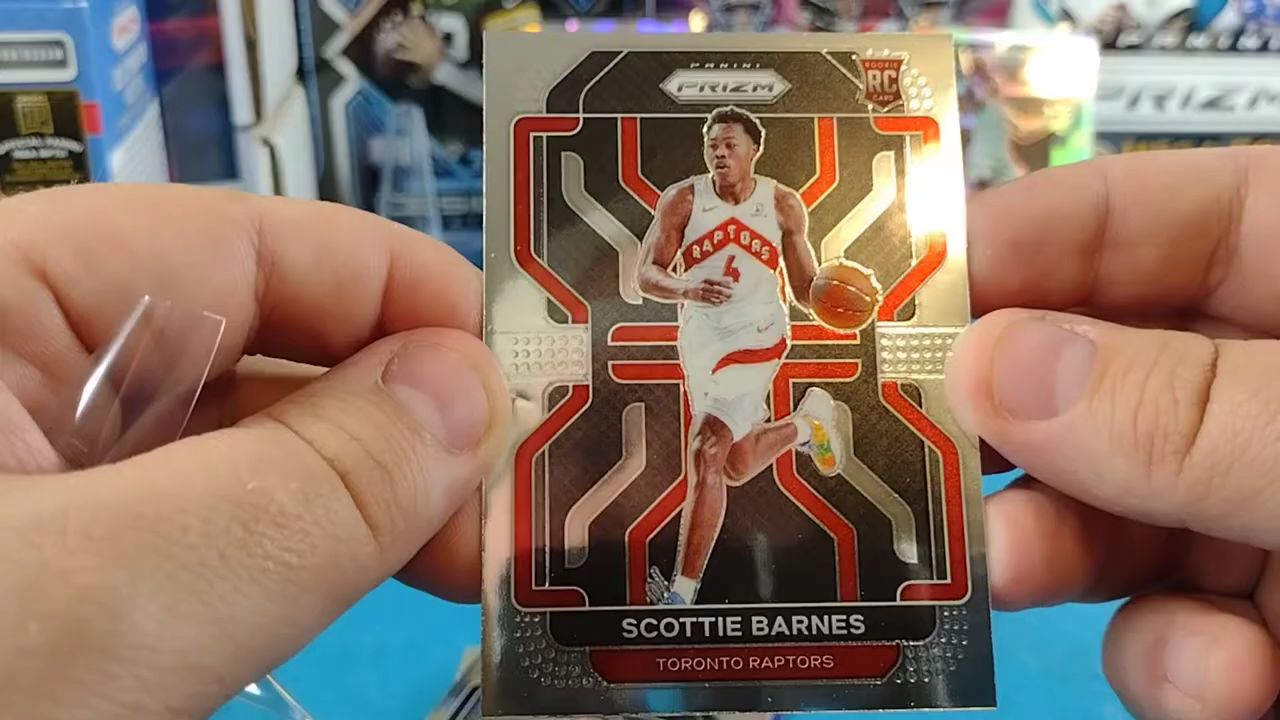 PANINI
PRIZM
ROOKIE
RC
CARD
RAPTORS
4
SCOTTIE BARNES
TORONTO RAPTORS
PRIZM